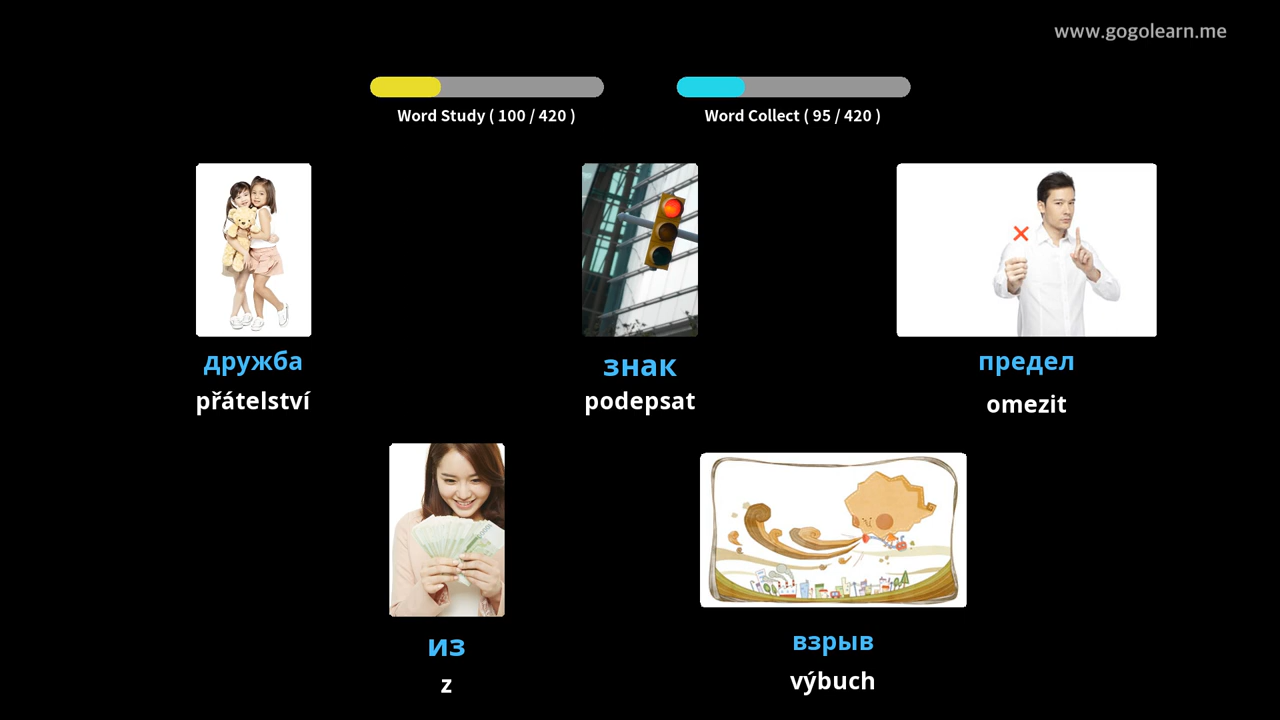 www.gogolearn.me
Word Study ( 100 / 420 )
Word Collect ( 95 / 420 )
дружба
přátelství
знак
podepsat
предел
omezit
из
z
взрыв
výbuch